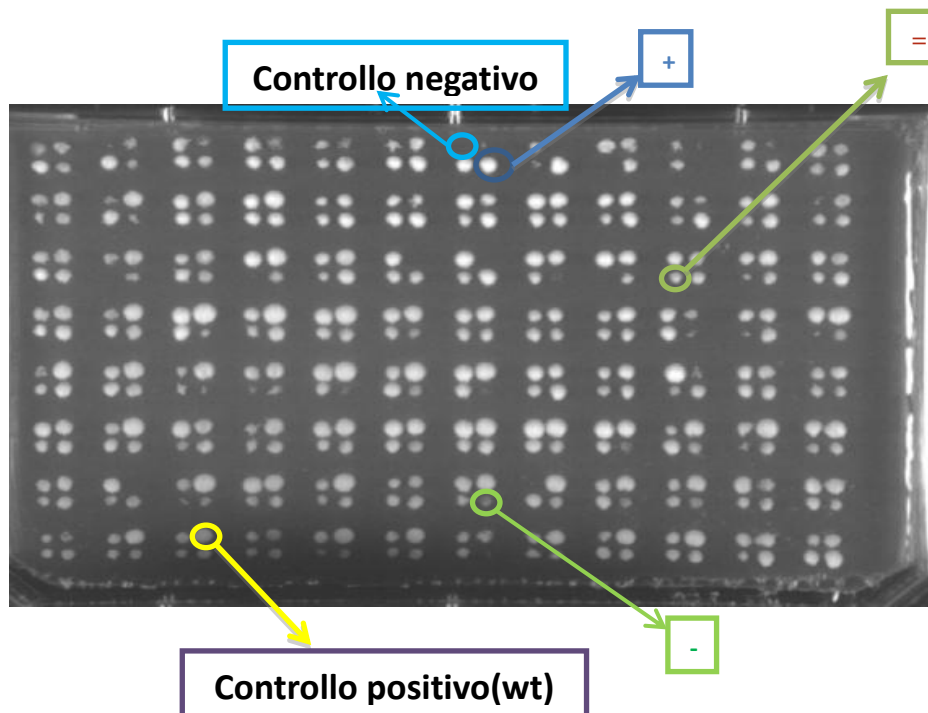 =
+
Controllo negativo
-
Controllo positivo(wt)